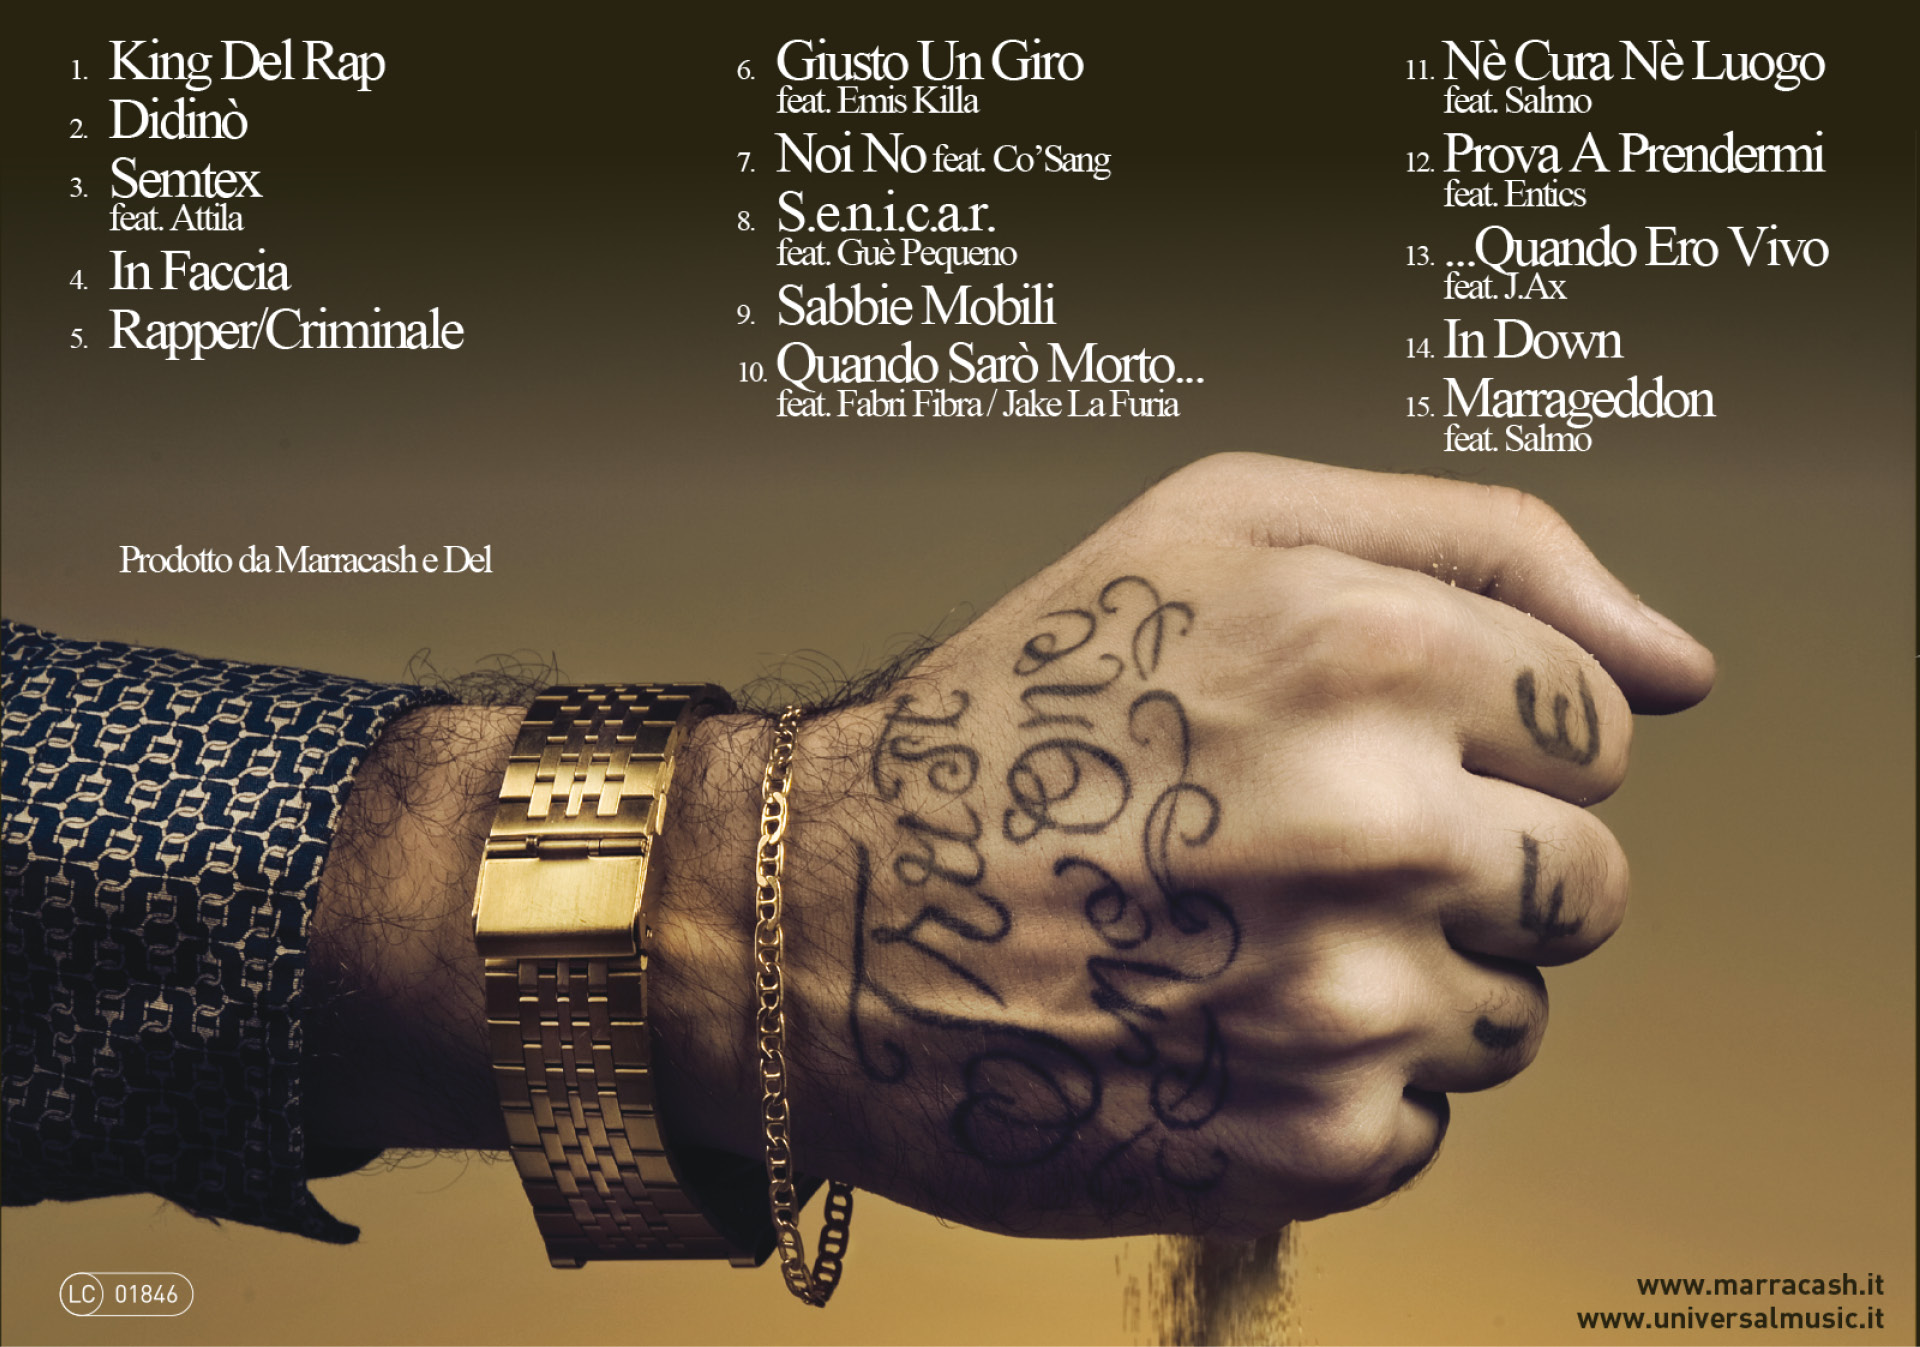 1. King Del Rap
2. Didinò
3. Semtex
feat. Attila
4. In Faccia
5. Rapper/Criminale
6. Giusto Un Giro
feat. Emis Killa
7. Noi No feat. Co’Sang
8. S.e.n.i.c.a.r.
feat. Guè Pequeno
9. Sabbie Mobili
10. Quando Sarò Morto...
feat. Fabri Fibra / Jake La Furia
11. Nè Cura Nè Luogo
feat. Salmo
12. Prova A Prendermi
feat. Entics
13. ...Quando Ero Vivo
feat. J.Ax
14. In Down
15. Marrageddon
feat. Salmo
Prodotto da Marracash e Del
Trust
No One
LC 01846
www.marracash.it
www.universalmusic.it